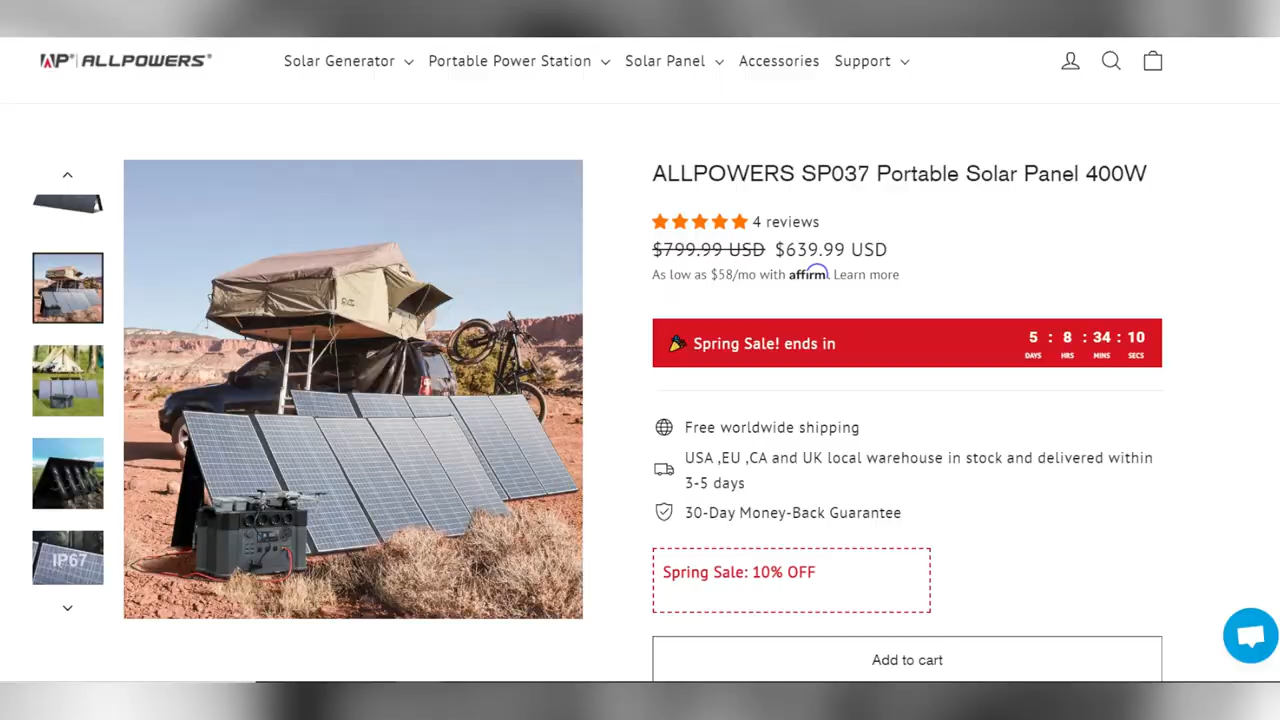 ALLPOWERS
Solar Generator
Portable Power Station
Solar Panel
Accessories
Support
ALLPOWERS SP037 Portable Solar Panel 400W
4 reviews
$799.99 USD $639.99 USD
As low as $58/mo with affirm. Learn more
Spring Sale! ends in
5 : 8 : 34 : 10
DAYS HRS MINS SECS
Free worldwide shipping
USA ,EU ,CA and UK local warehouse in stock and delivered within
3-5 days
30-Day Money-Back Guarantee
IP67
Spring Sale: 10% OFF
Add to cart